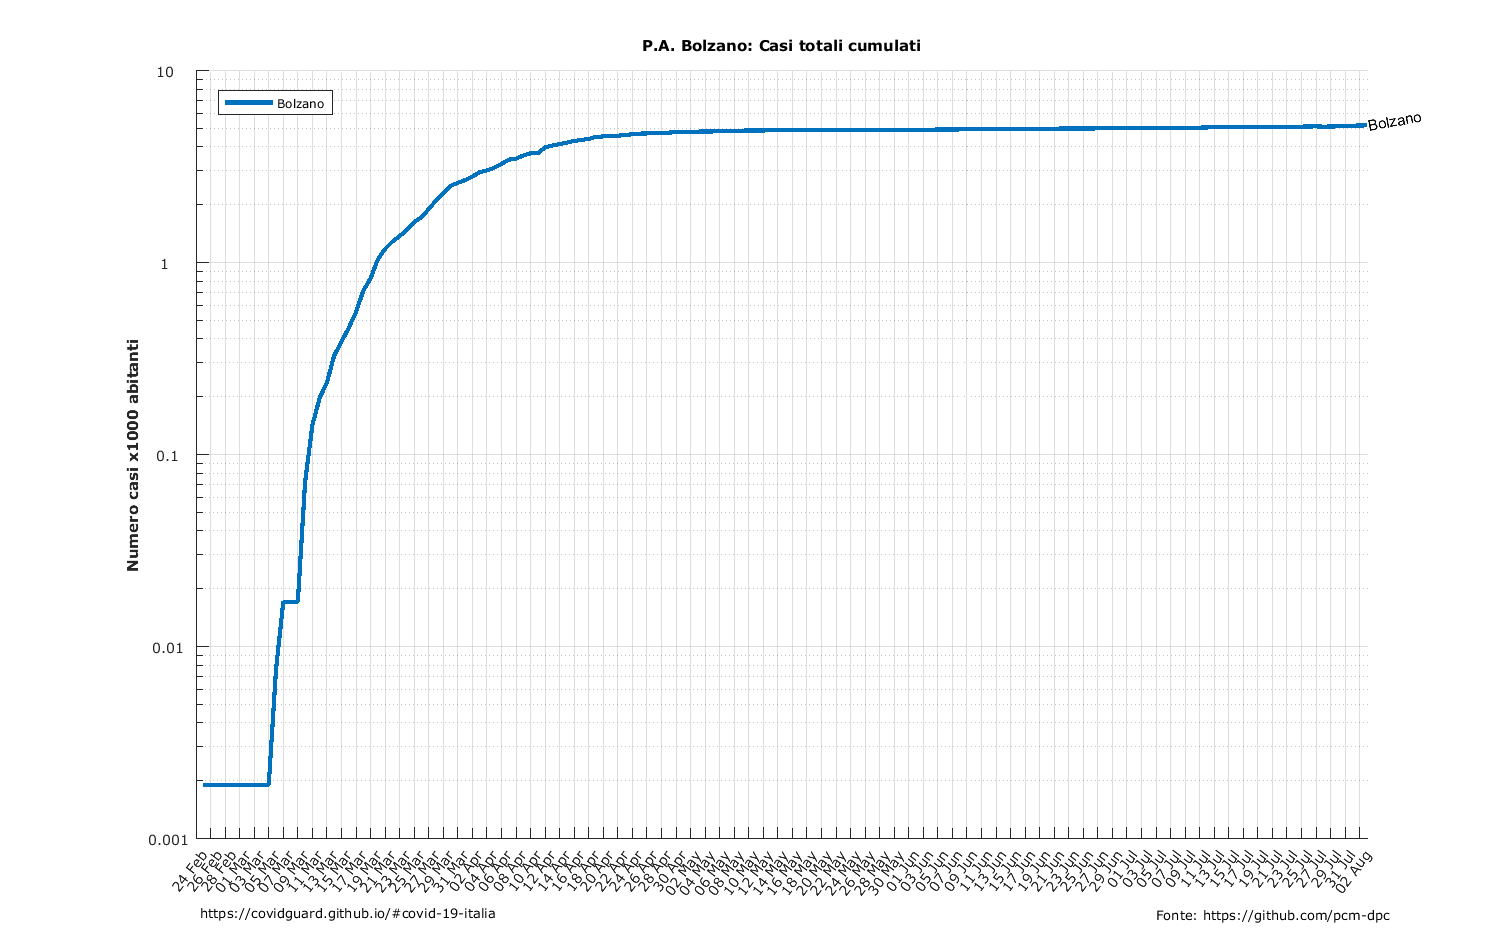 P.A. Bolzano: Casi totali cumulati
Bolzano
Bolzano
Numero casi x1000 abitanti
10
1
0.1
0.01
0.001
24 Feb
26 Feb
28 Feb
01 Mar
03 Mar
05 Mar
07 Mar
09 Mar
11 Mar
13 Mar
15 Mar
17 Mar
19 Mar
21 Mar
23 Mar
25 Mar
27 Mar
29 Mar
31 Mar
02 Apr
04 Apr
06 Apr
08 Apr
10 Apr
12 Apr
14 Apr
16 Apr
18 Apr
20 Apr
22 Apr
24 Apr
26 Apr
28 Apr
30 Apr
02 May
04 May
06 May
08 May
10 May
12 May
14 May
16 May
18 May
20 May
22 May
24 May
26 May
28 May
30 May
01 Jun
03 Jun
05 Jun
07 Jun
09 Jun
11 Jun
13 Jun
15 Jun
17 Jun
19 Jun
21 Jun
23 Jun
25 Jun
27 Jun
29 Jun
01 Jul
03 Jul
05 Jul
07 Jul
09 Jul
11 Jul
13 Jul
15 Jul
17 Jul
19 Jul
21 Jul
23 Jul
25 Jul
27 Jul
29 Jul
31 Jul
02 Aug
https://covidguard.github.io/#covid-19-italia
Fonte: https://github.com/pcm-dpc